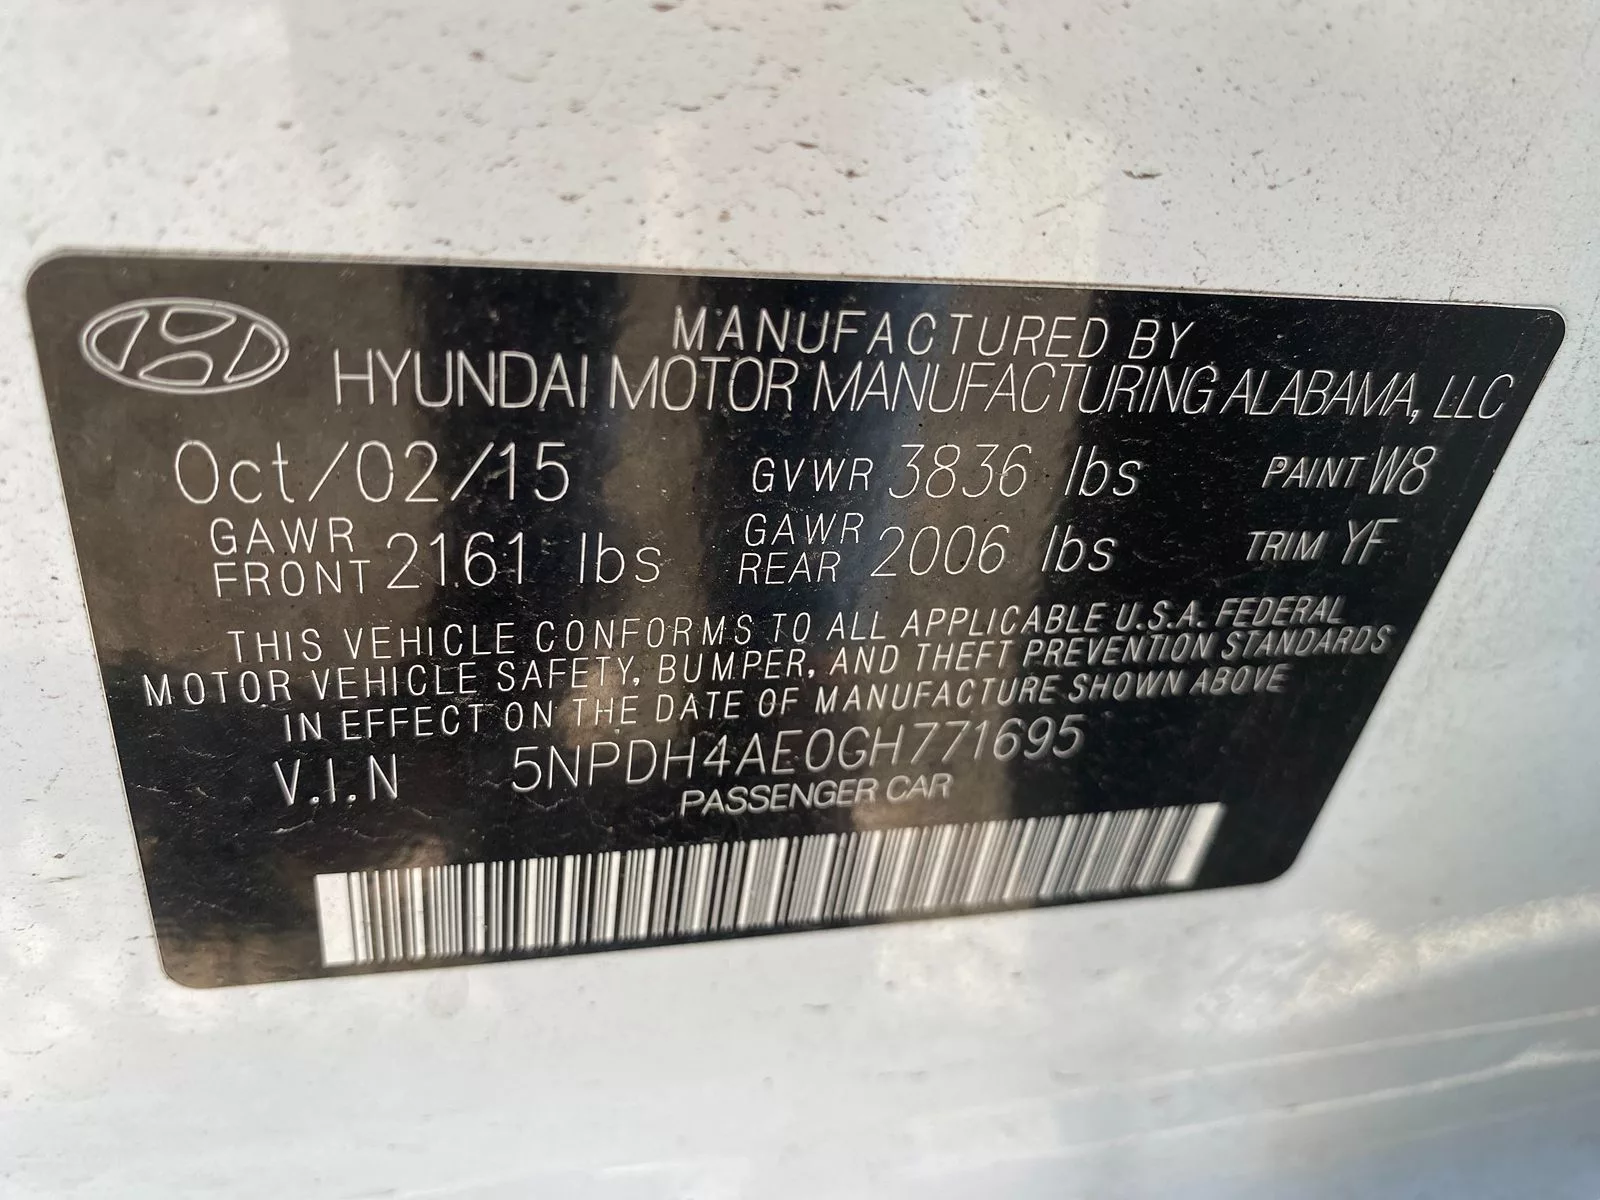 MANUFACTURED BY
HYUNDAI MOTOR MANUFACTURING ALABAMA, LLC
Oct/02/15 GVWR 3836 lbs PAINT W8
GAWR FRONT 2161 lbs GAWR REAR 2006 lbs TRIM YF
THIS VEHICLE CONFORMS TO ALL APPLICABLE U.S.A. FEDERAL
MOTOR VEHICLE SAFETY, BUMPER, AND THEFT PREVENTION STANDARDS
IN EFFECT ON THE DATE OF MANUFACTURE SHOWN ABOVE
V.I.N 5NPDH4AE0GH771695
PASSENGER CAR